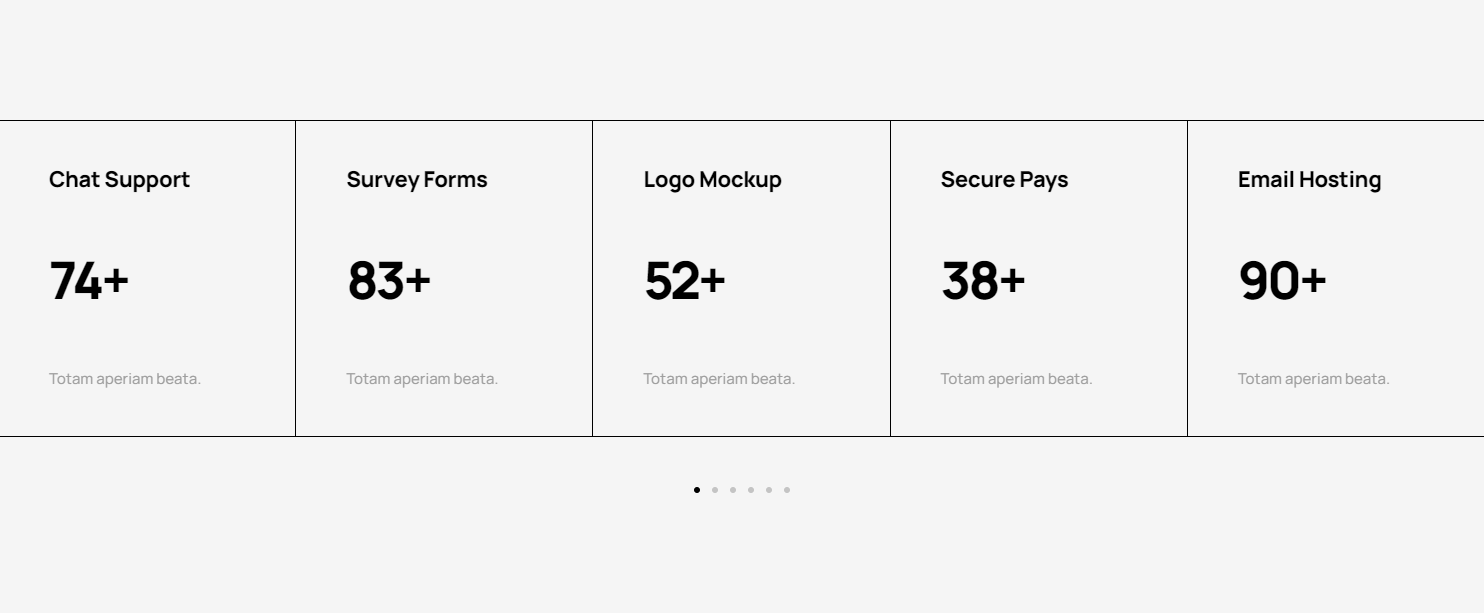 Chat Support
74+
Totam aperiam beata.
Survey Forms
83+
Totam aperiam beata.
Logo Mockup
52+
Totam aperiam beata.
Secure Pays
38+
Totam aperiam beata.
Email Hosting
90+
Totam aperiam beata.